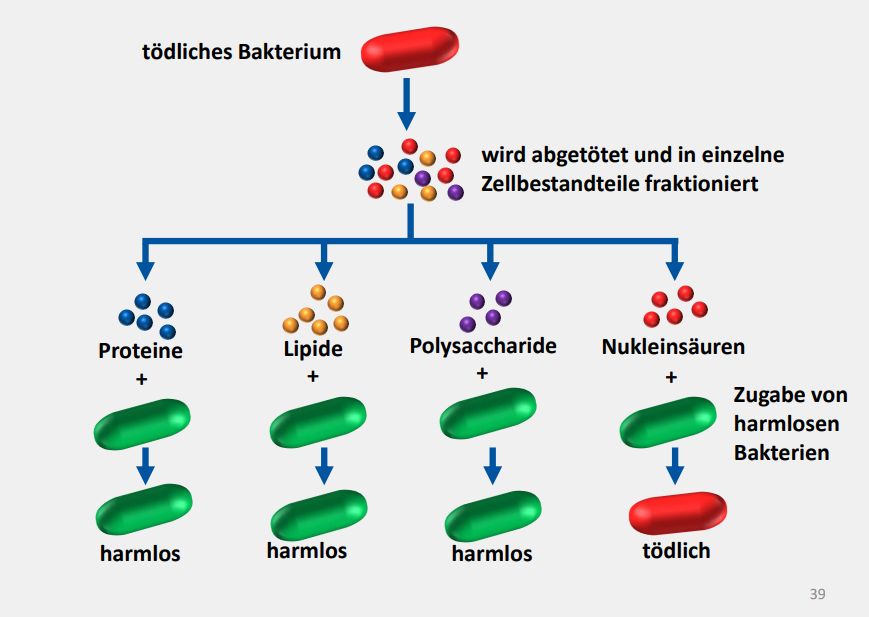 tödliches Bakterium
wird abgetötet und in einzelne
Zellbestandteile fraktioniert
Proteine
Lipide
Polysaccharide
Nukleinsäuren
+
+
+
+
Zugabe von
harmlosen
Bakterien
harmlos
harmlos
harmlos
tödlich
39